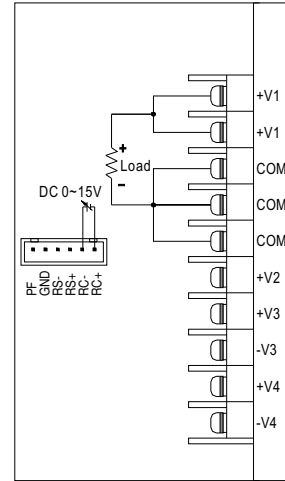 +V1
+V1
+
Load
-
COM
COM
COM
DC 0~15V
PF
GND
RS-
RS+
RC-
RC+
+V2
+V3
-V3
+V4
-V4